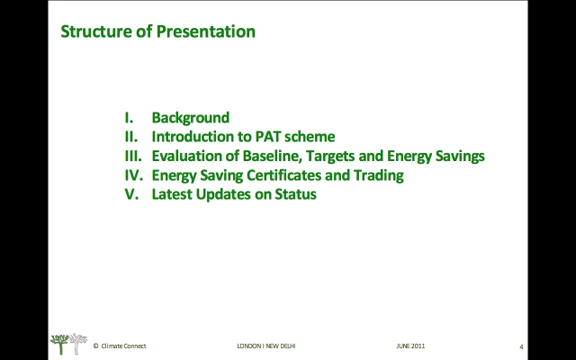 Structure of Presentation
I. Background
II. Introduction to PAT scheme
III. Evaluation of Baseline, Targets and Energy Savings
IV. Energy Saving Certificates and Trading
V. Latest Updates on Status
© Climate Connect LONDON I NEW DELHI JUNE 2011 4